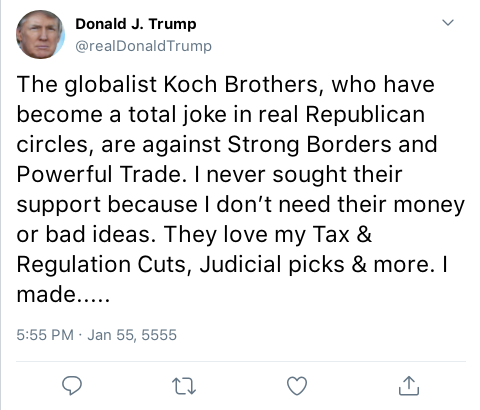 Donald J. Trump
@realDonaldTrump
The globalist Koch Brothers, who have
become a total joke in real Republican
circles, are against Strong Borders and
Powerful Trade. I never sought their
support because I don’t need their money
or bad ideas. They love my Tax &
Regulation Cuts, Judicial picks & more. I
made.....
5:55 PM · Jan 55, 5555